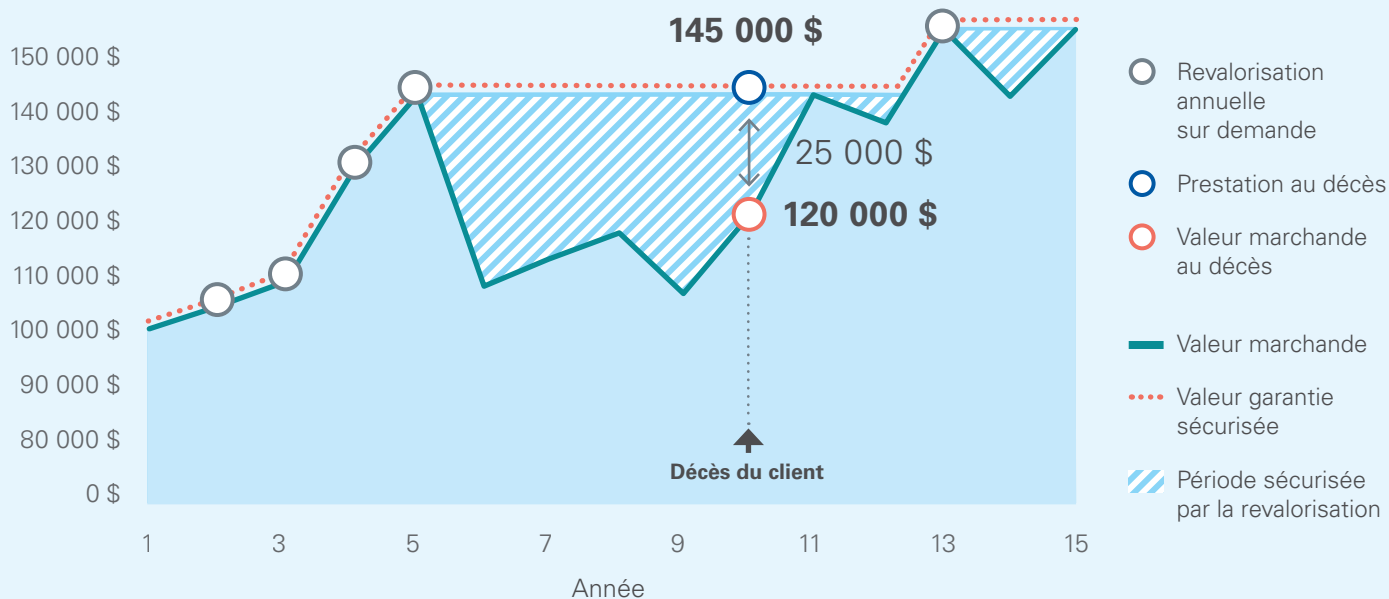 145 000 $
150 000 $
140 000 $
130 000 $
120 000 $
110 000 $
100 000 $
90 000 $
80 000 $
0 $
25 000 $
120 000 $
Décès du client
1 3 5 7 9 11 13 15
Année
Revalorisation
annuelle
sur demande
Prestation au décès
Valeur marchande
au décès
Valeur marchande
Valeur garantie
sécurisée
Période sécurisée
par la revalorisation